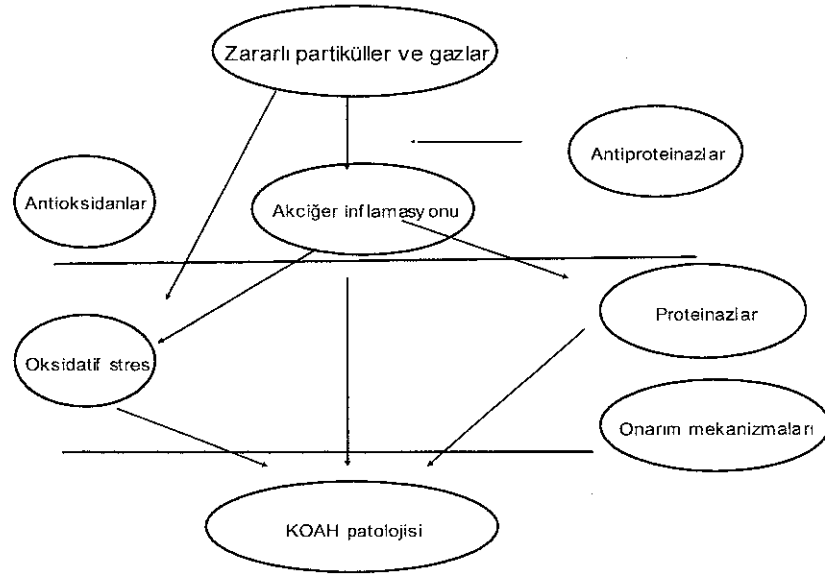 Zararlı partiküller ve gazlar
Antiproteinazlar
Antioksidanlar
Akciğer inflamasyonu
Proteinazlar
Oksidatif stres
Onarım mekanizmaları
KOAH patolojisi